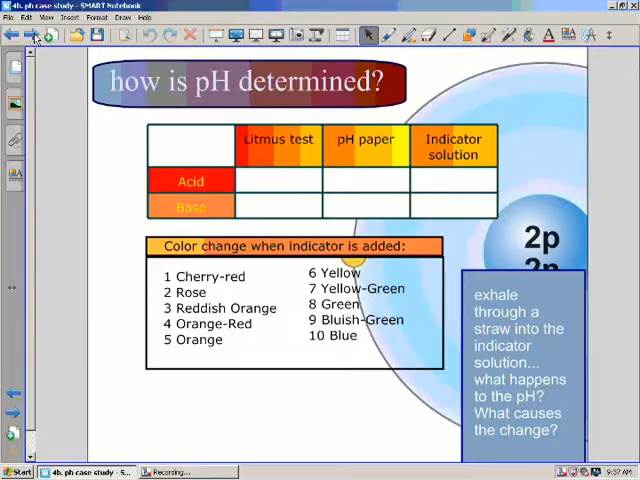 4b. ph case study - SMART Notebook
File Edit View Insert Format Tools Draw Help
how is pH determined?
Litmus test pH paper Indicator
solution
Acid
Base
Color change when indicator is added:
1 Cherry-red
2 Rose
3 Reddish Orange
4 Orange-Red
5 Orange
6 Yellow
7 Yellow-Green
8 Green
9 Bluish-Green
10 Blue
2p
2n
exhale
through a
straw into the
indicator
solution...
what happens
to the pH?
What causes
the change?
Start 4b. ph case study - S... Recording... 9:37 AM